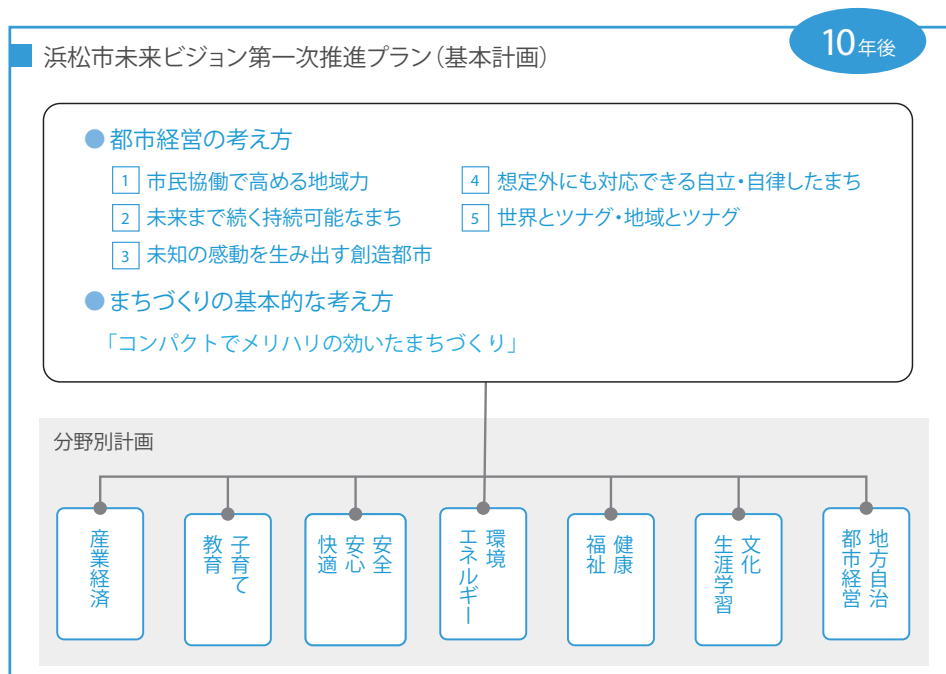 10年後
浜松市未来ビジョン第一次推進プラン(基本計画)
都市経営の考え方
1 市民協働で高める地域力
2 未来まで続く持続可能なまち
3 未知の感動を生み出す創造都市
4 想定外にも対応できる自立・自律したまち
5 世界とツナグ・地域とツナグ
まちづくりの基本的な考え方
「コンパクトでメリハリの効いたまちづくり」
分野別計画
産業経済
子育て
教育
安全
安心
快適
環境
エネルギー
健康
福祉
文化
生涯学習
地方自治
都市経営